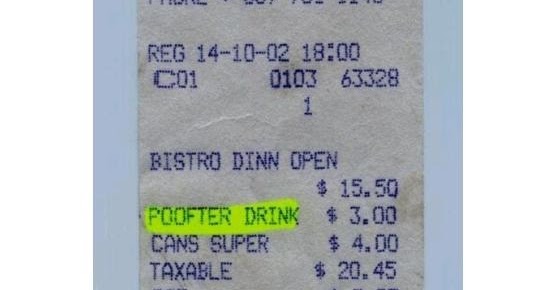 REG 14-10-02 18:00
C01 0103 63328
1
BISTRO DINN OPEN
$ 15.50
POOFTER DRINK $ 3.00
CANS SUPER $ 4.00
TAXABLE $ 20.45